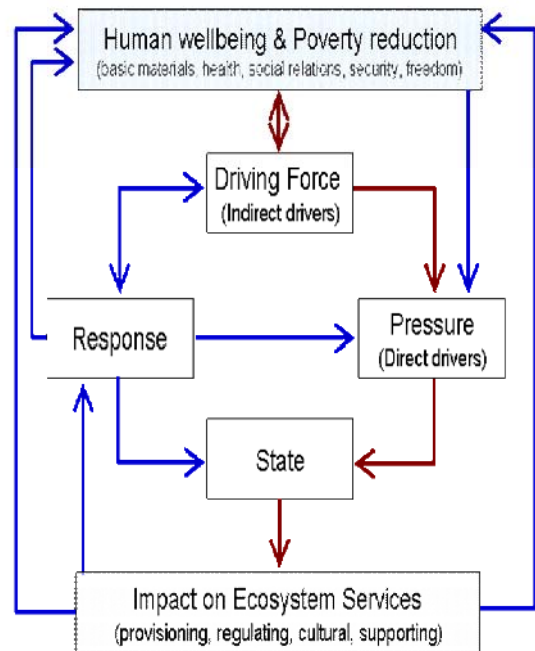 Human wellbeing & Poverty reduction
(basic materials, health, social relations, security, freedom)
Driving Force
(Indirect drivers)
Response
Pressure
(Direct drivers)
State
Impact on Ecosystem Services
(provisioning, regulating, cultural, supporting)